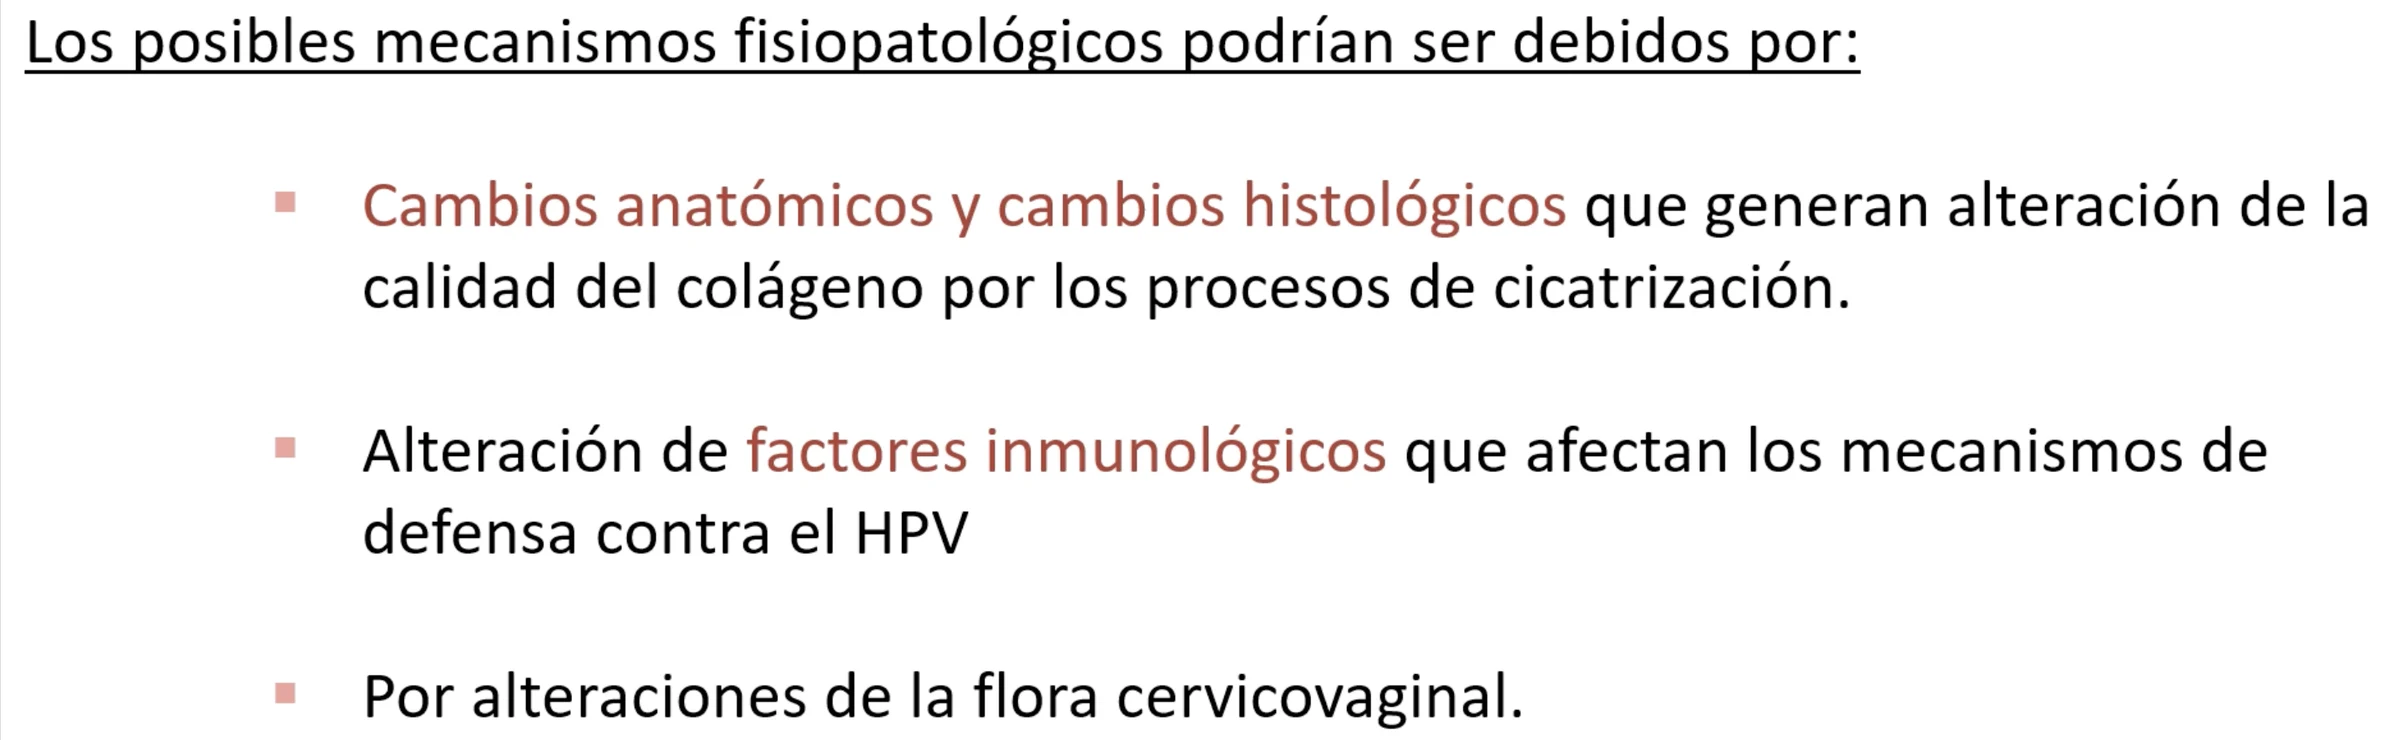 Los posibles mecanismos fisiopatológicos podrían ser debidos por:
▪ Cambios anatómicos y cambios histológicos que generan alteración de la
calidad del colágeno por los procesos de cicatrización.
▪ Alteración de factores inmunológicos que afectan los mecanismos de
defensa contra el HPV
▪ Por alteraciones de la flora cervicovaginal.